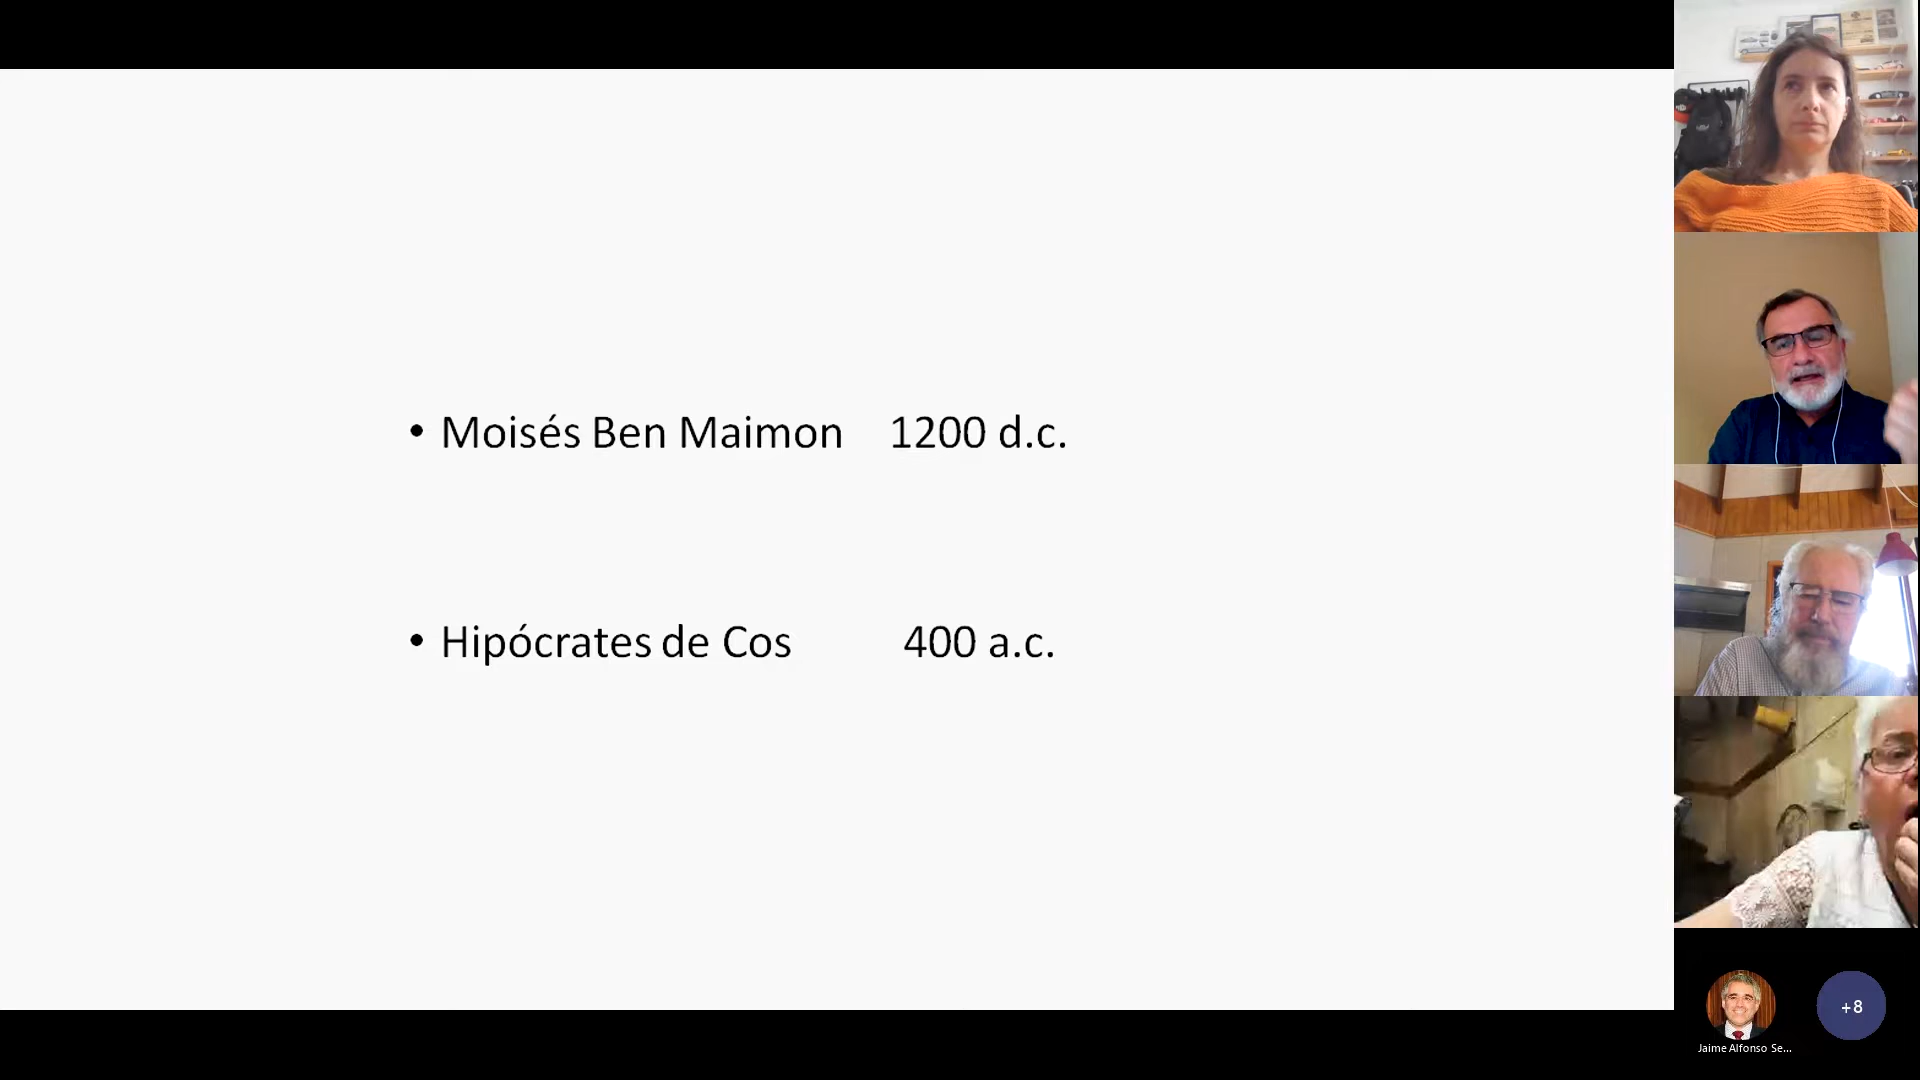 • Moisés Ben Maimon 1200 d.c.
• Hipócrates de Cos 400 a.c.
+8
Jaime Alfonso Se...